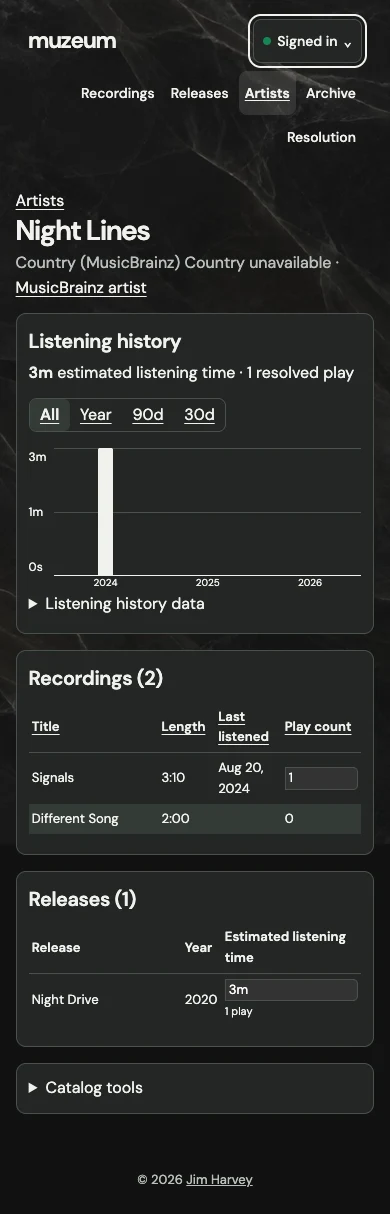 muzeum
Signed in
Recordings Releases Artists Archive
Resolution
Artists
Night Lines
Country (MusicBrainz) Country unavailable ·
MusicBrainz artist
Listening history
3m estimated listening time · 1 resolved play
All Year 90d 30d
3m
1m
0s
2024 2025 2026
Listening history data
Recordings (2)
Title Length Last listened Play count
Signals 3:10 Aug 20, 2024 1
Different Song 2:00 0
Releases (1)
Release Year Estimated listening time
Night Drive 2020 3m
1 play
Catalog tools
© 2026 Jim Harvey